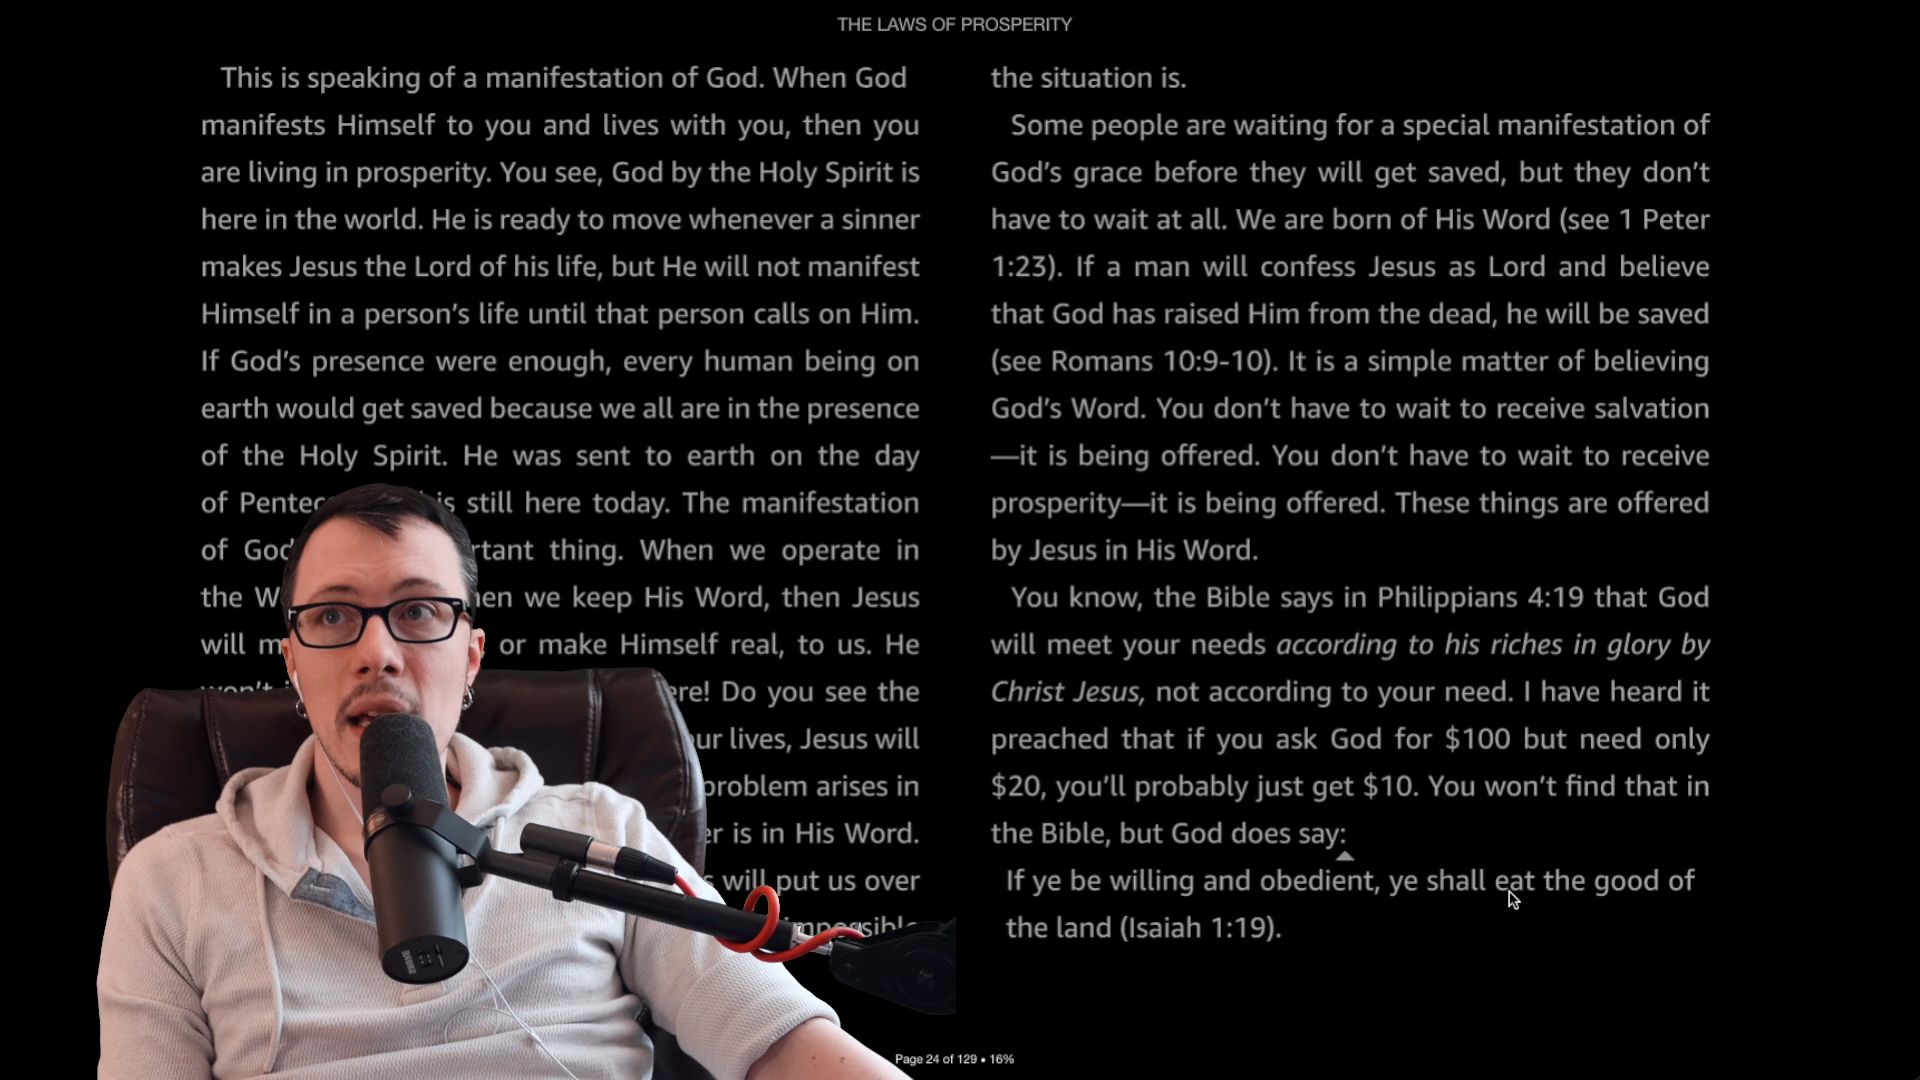 THE LAWS OF PROSPERITY
This is speaking of a manifestation of God. When God
manifests Himself to you and lives with you, then you
are living in prosperity. You see, God by the Holy Spirit is
here in the world. He is ready to move whenever a sinner
makes Jesus the Lord of his life, but He will not manifest
Himself in a person’s life until that person calls on Him.
If God’s presence were enough, every human being on
earth would get saved because we all are in the presence
of the Holy Spirit. He was sent to earth on the day
of is still here today. The manifestation
of thing. When we operate in
the we keep His Word, then Jesus
will or make Himself real, to us. He
won't Do you see the
lives, Jesus will
problem arises in
is in His Word.
will put us over
the situation is.
Some people are waiting for a special manifestation of
God’s grace before they will get saved, but they don’t
have to wait at all. We are born of His Word (see 1 Peter
1:23). If a man will confess Jesus as Lord and believe
that God has raised Him from the dead, he will be saved
(see Romans 10:9-10). It is a simple matter of believing
God’s Word. You don’t have to wait to receive salvation
—it is being offered. You don’t have to wait to receive
prosperity—it is being offered. These things are offered
by Jesus in His Word.
You know, the Bible says in Philippians 4:19 that God
will meet your needs according to his riches in glory by
Christ Jesus, not according to your need. I have heard it
preached that if you ask God for $100 but need only
$20, you’ll probably just get $10. You won’t find that in
the Bible, but God does say:
If ye be willing and obedient, ye shall eat the good of
the land (Isaiah 1:19).
Page 24 of 129 • 16%